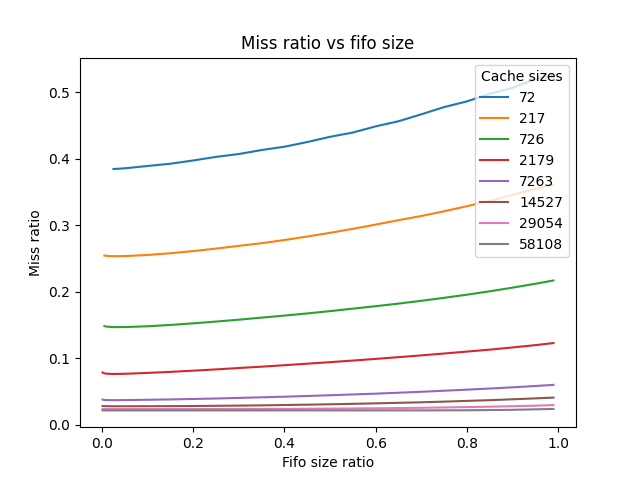 Miss ratio vs fifo size
Cache sizes
72
217
726
2179
7263
14527
29054
58108
0.5
0.4
0.3
0.2
0.1
0.0
Miss ratio
0.0 0.2 0.4 0.6 0.8 1.0
Fifo size ratio